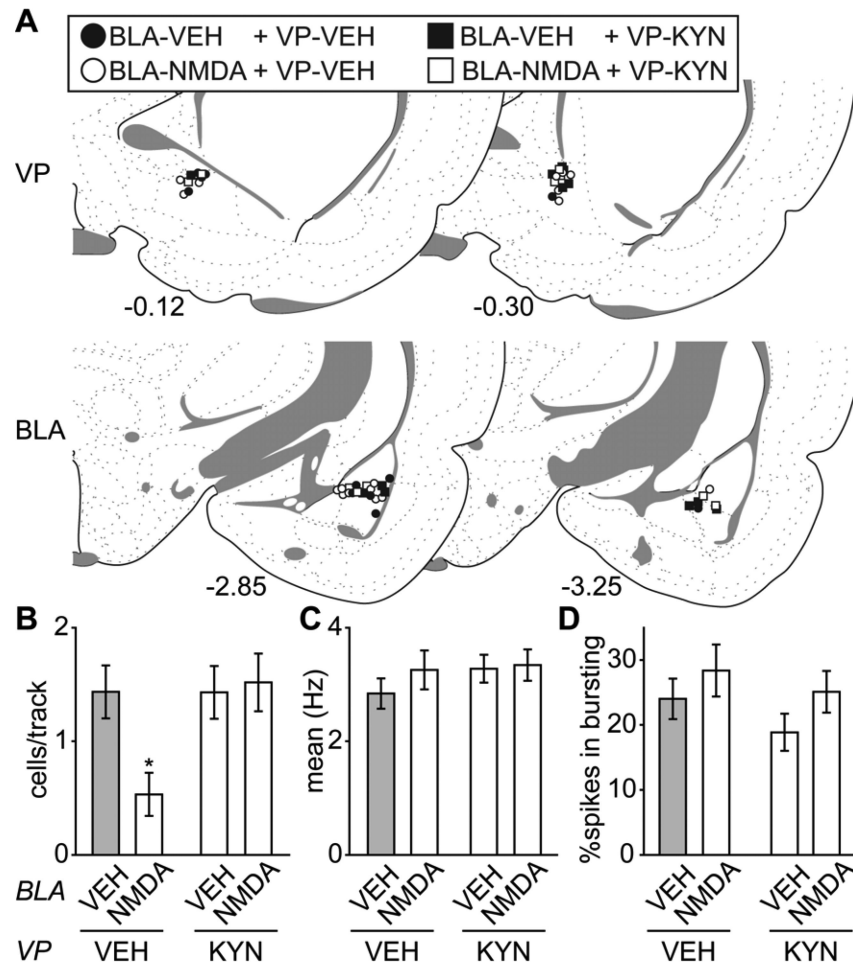 A
BLA-VEH + VP-VEH BLA-VEH + VP-KYN
BLA-NMDA + VP-VEH BLA-NMDA + VP-KYN
VP
-0.12 -0.30
BLA
-2.85 -3.25
B C D
cells/track
2
1
0
*
mean (Hz)
4
2
0
%spikes in bursting
30
20
10
0
BLA VEH NMDA VEH NMDA VEH NMDA VEH NMDA VEH NMDA VEH NMDA
VP VEH KYN VEH KYN VEH KYN